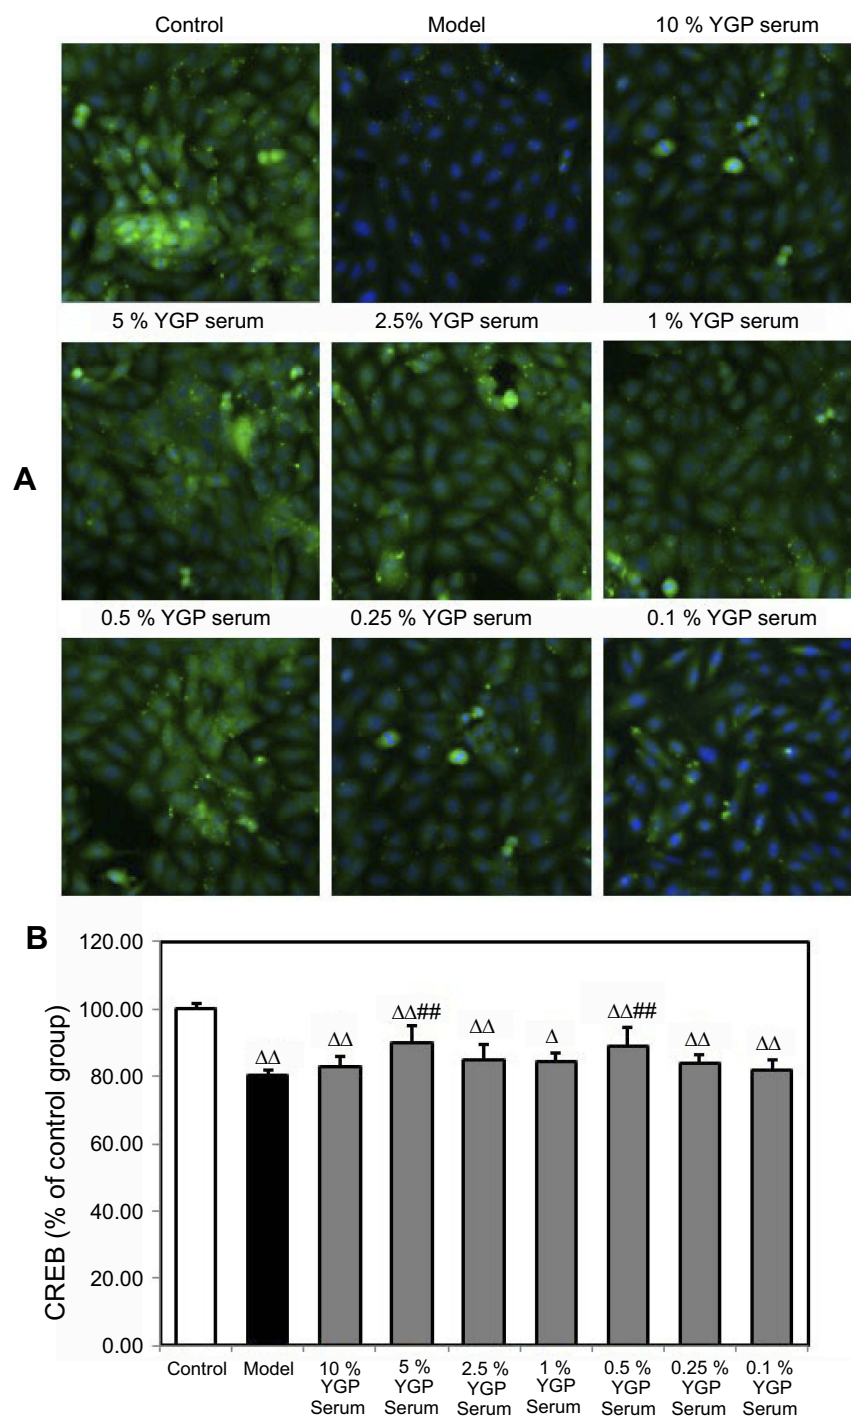 Control Model 10 % YGP serum
5 % YGP serum 2.5% YGP serum 1 % YGP serum
A
0.5 % YGP serum 0.25 % YGP serum 0.1 % YGP serum
B
120.00
100.00
80.00
60.00
40.00
20.00
0.00
CREB (% of control group)
ΔΔ
ΔΔ
ΔΔ##
ΔΔ
Δ
ΔΔ##
ΔΔ
ΔΔ
Control Model 10 % 5 % 2.5 % 1 % 0.5 % 0.25 % 0.1 %
YGP YGP YGP YGP YGP YGP YGP
Serum Serum Serum Serum Serum Serum Serum